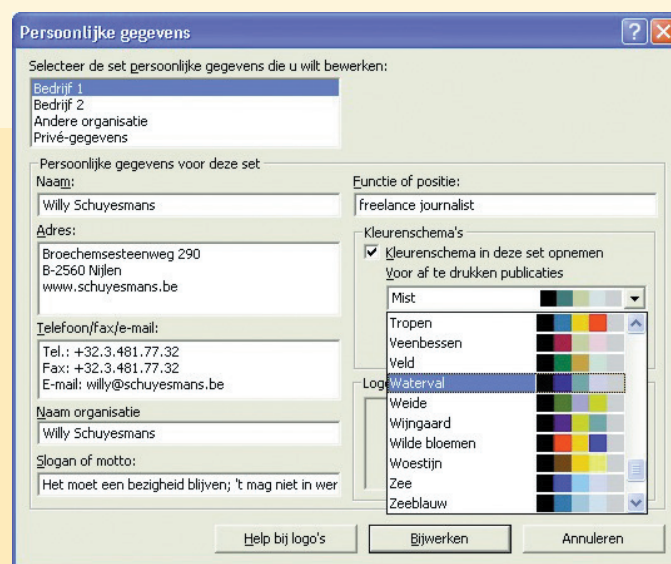 Persoonlijke gegevens
Selecteer de set persoonlijke gegevens die u wilt bewerken:
Bedrijf 1
Bedrijf 2
Andere organisatie
Privé-gegevens
Persoonlijke gegevens voor deze set
Naam:
Willy Schuyesmans
Adres:
Broechemsesteenweg 290
B-2560 Nijlen
www.schuyesmans.be
Telefoon/fax/e-mail:
Tel.: +32.3.481.77.32
Fax: +32.3.481.77.32
E-mail: willy@schuyesmans.be
Naam organisatie
Willy Schuyesmans
Slogan of motto:
Het moet een bezigheid blijven; 't mag niet in wer
Functie of positie:
freelance journalist
Kleurenschema's
Kleurenschema in deze set opnemen
Voor af te drukken publicaties
Mist
Tropen
Veenbessen
Veld
Waterval
Weide
Wijngaard
Wilde bloemen
Woestijn
Zee
Zeeblauw
Help bij logo's
Bijwerken
Annuleren